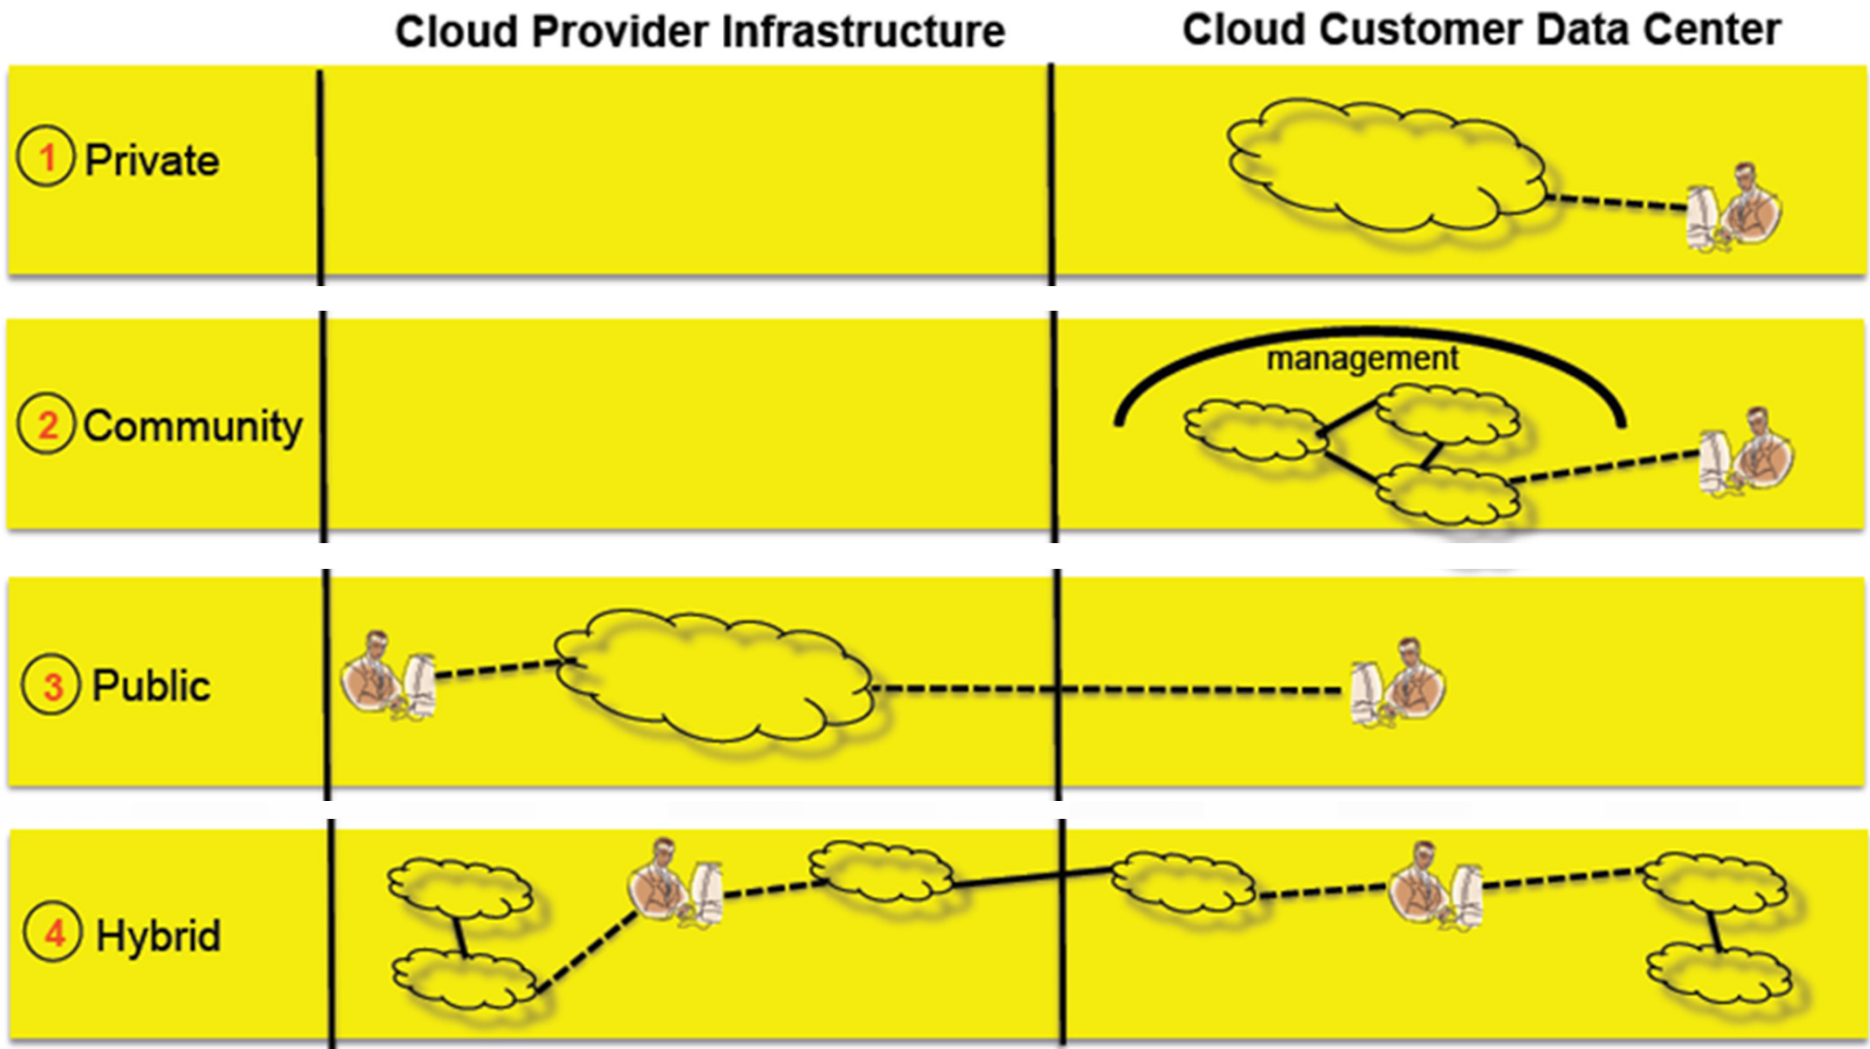 Cloud Provider Infrastructure
Cloud Customer Data Center
1 Private
2 Community
management
3 Public
4 Hybrid